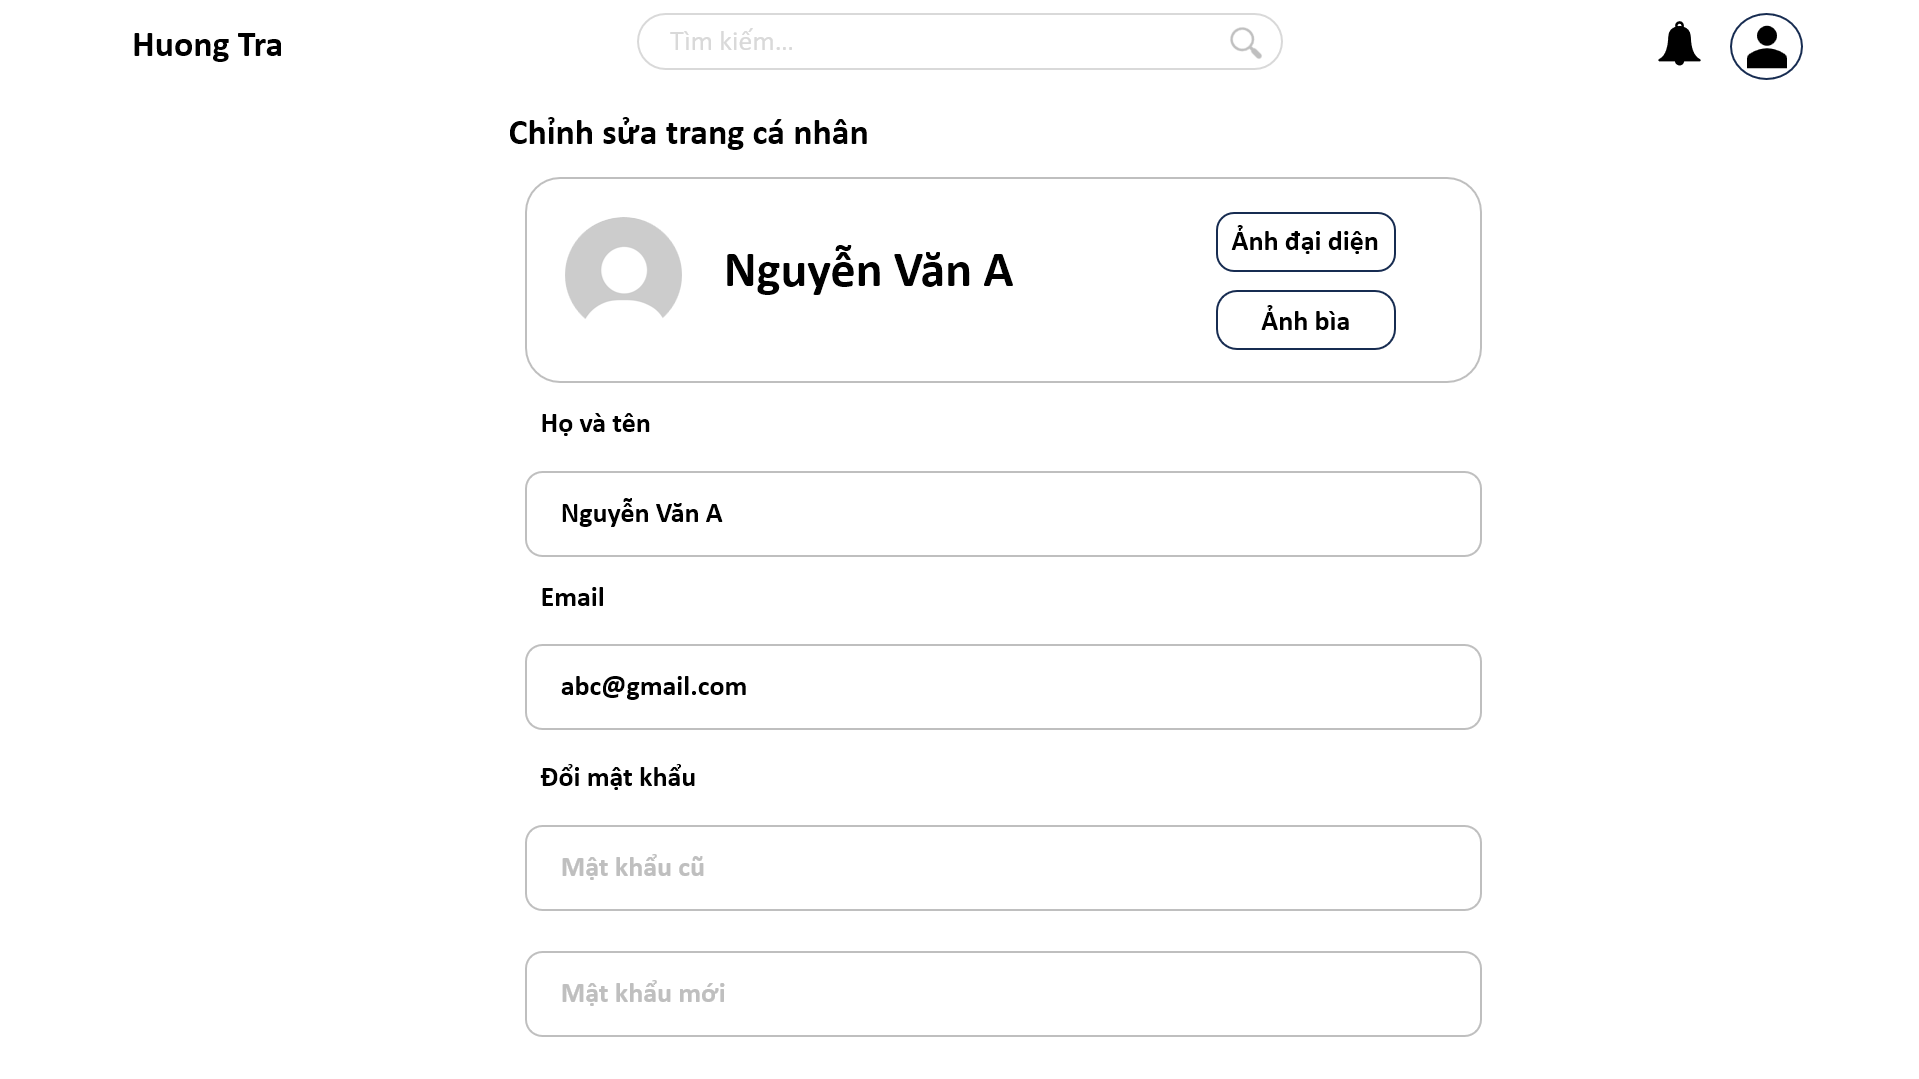 Huong Tra
Tìm kiếm...
Chỉnh sửa trang cá nhân
Nguyễn Văn A
Ảnh đại diện
Ảnh bìa
Họ và tên
Nguyễn Văn A
Email
abc@gmail.com
Đổi mật khẩu
Mật khẩu cũ
Mật khẩu mới